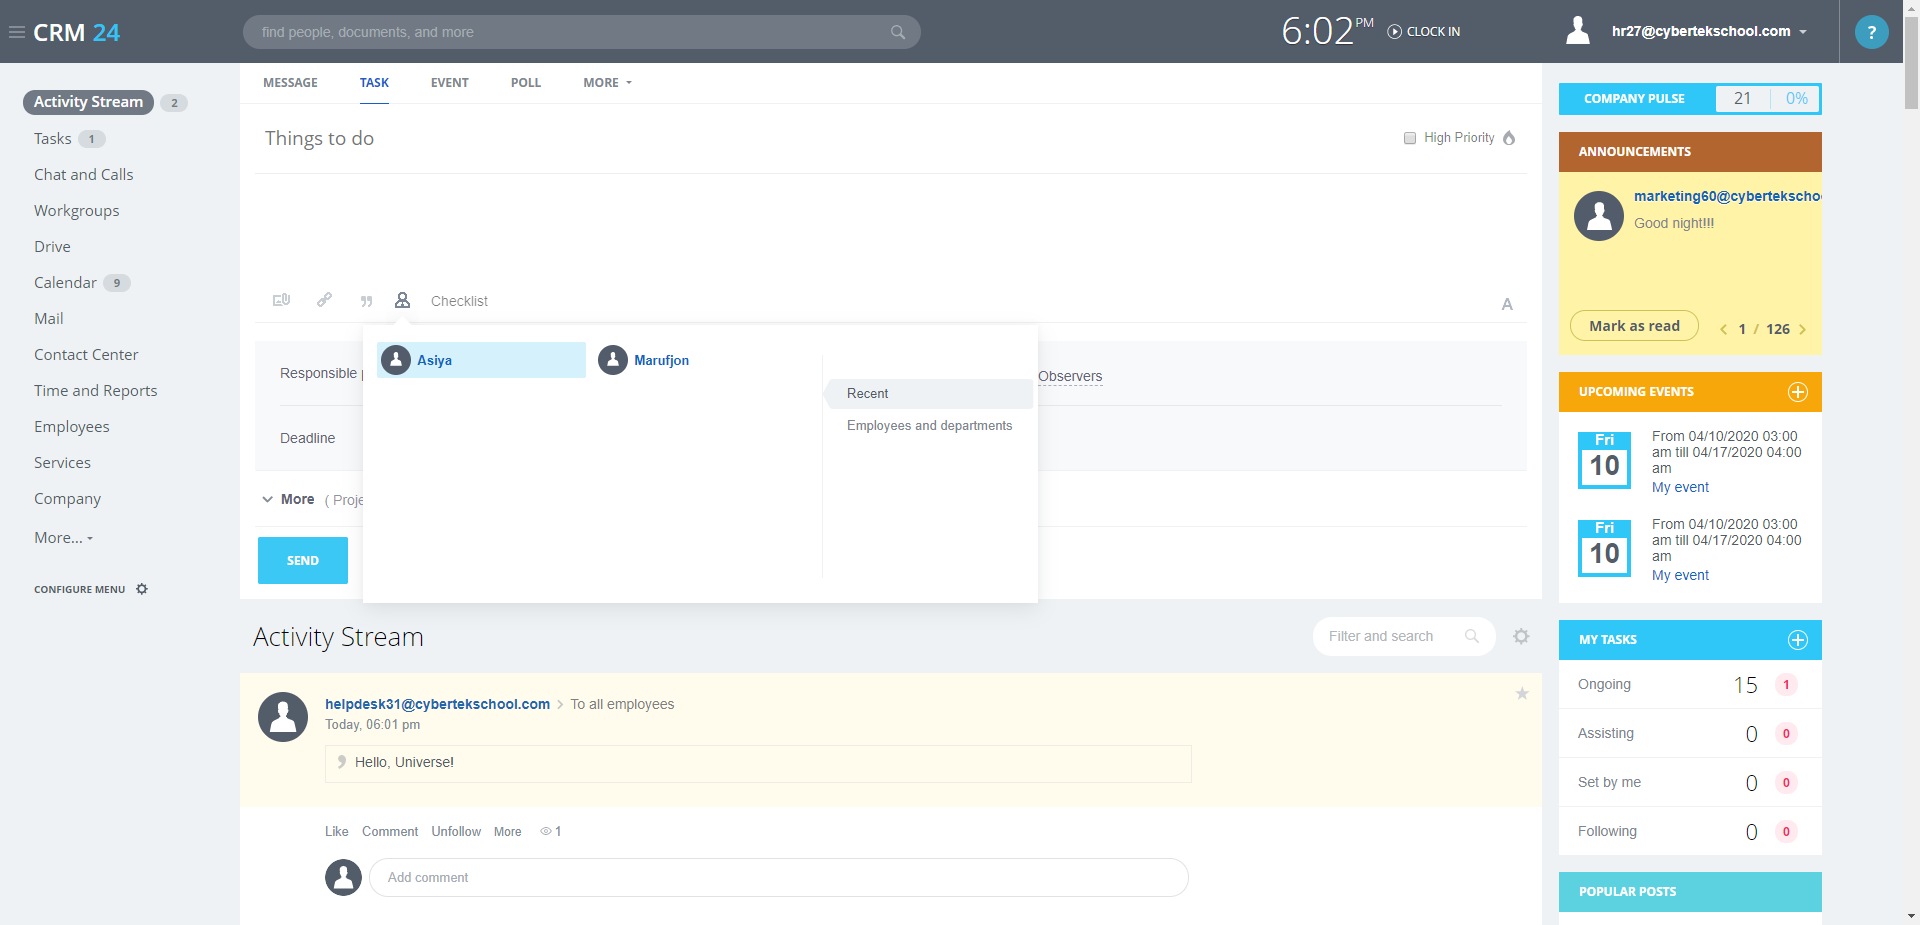 CRM 24
find people, documents, and more
6:02 PM
CLOCK IN
hr27@cybertekschool.com
?
Activity Stream 2
Tasks 1
Chat and Calls
Workgroups
Drive
Calendar 9
Mail
Contact Center
Time and Reports
Employees
Services
Company
More...
CONFIGURE MENU
MESSAGE TASK EVENT POLL MORE
Things to do
High Priority
Checklist
A
Asiya
Marufjon
Recent
Employees and departments
Responsible
Observers
Deadline
More ( Proje
SEND
Activity Stream
Filter and search
helpdesk31@cybertekschool.com > To all employees
Today, 06:01 pm
Hello, Universe!
Like Comment Unfollow More 1
Add comment
COMPANY PULSE 21 0%
ANNOUNCEMENTS
marketing60@cybertekscho
Good night!!!
Mark as read
< 1 / 126 >
UPCOMING EVENTS
Fri
10
From 04/10/2020 03:00
am till 04/17/2020 04:00
am
My event
Fri
10
From 04/10/2020 03:00
am till 04/17/2020 04:00
am
My event
MY TASKS
Ongoing 15 1
Assisting 0 0
Set by me 0 0
Following 0 0
POPULAR POSTS